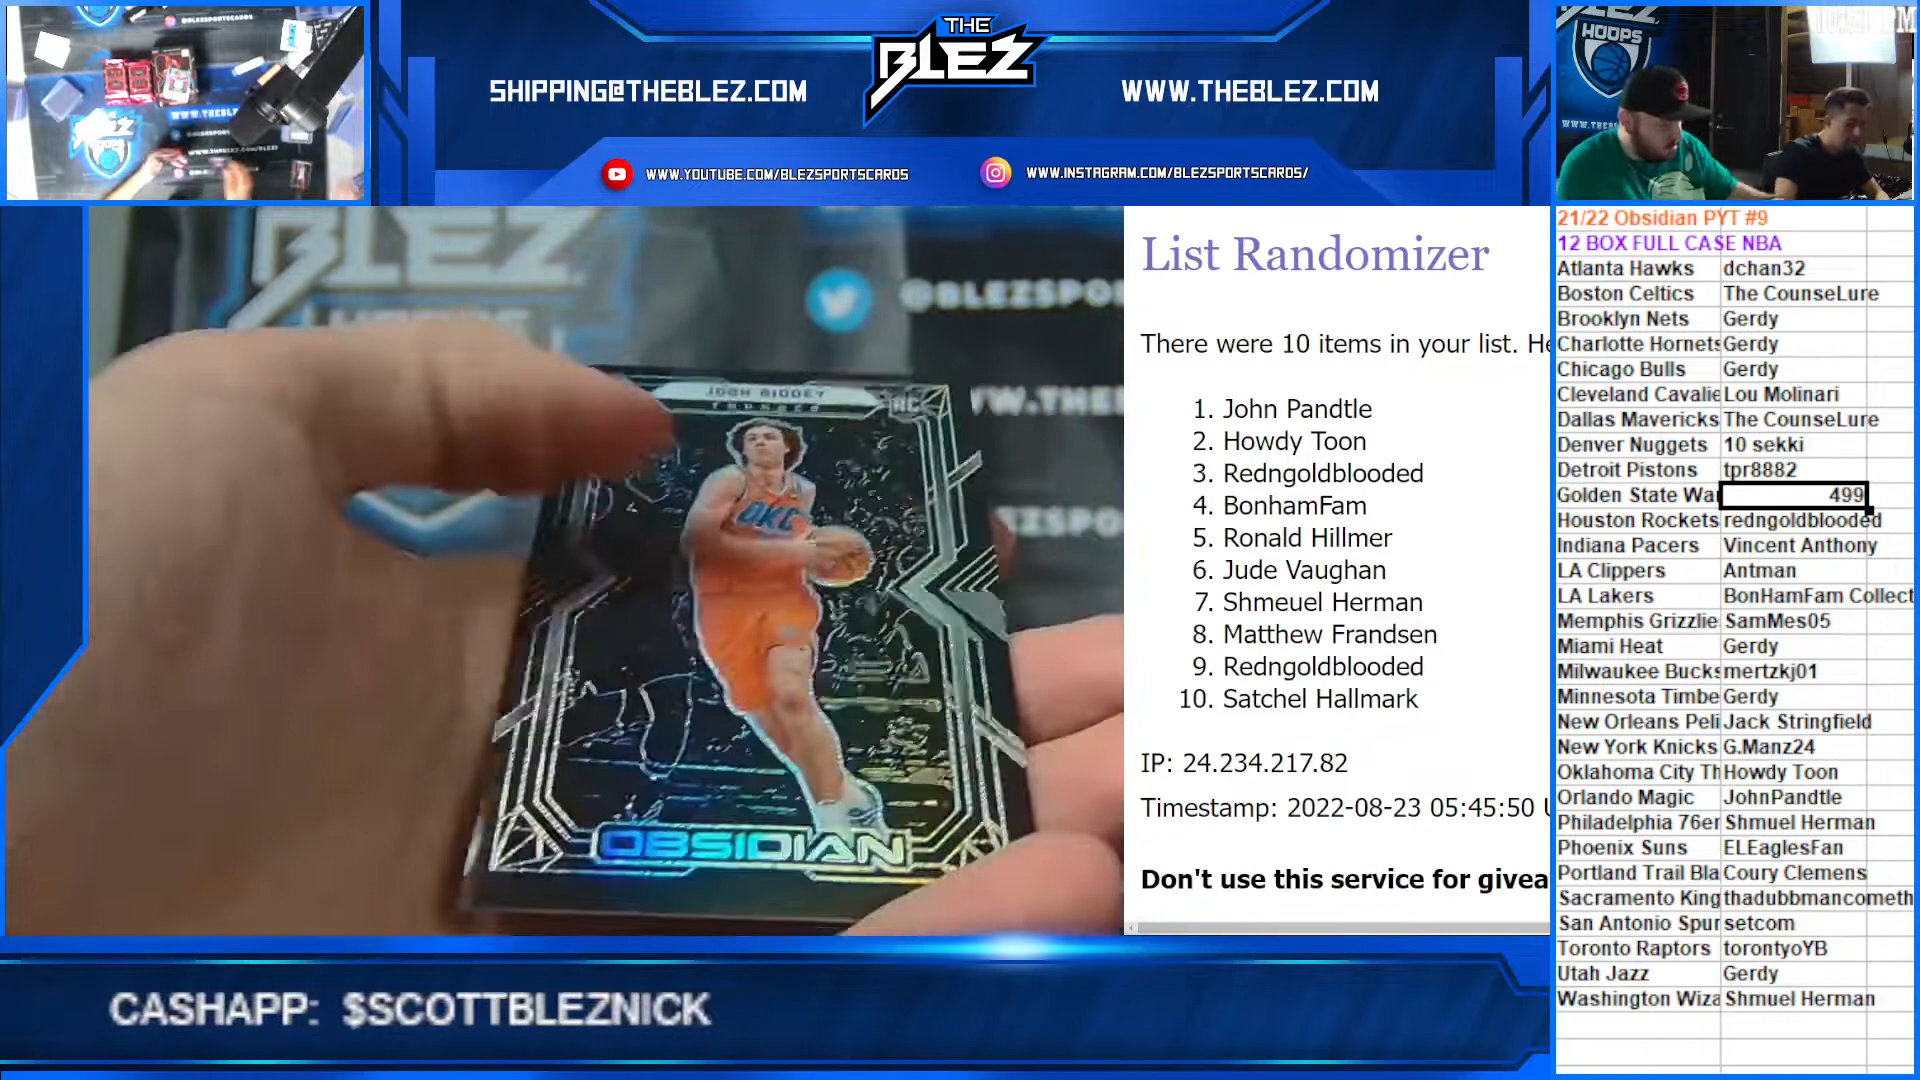 THE
BLEZ
SHIPPING@THEBLEZ.COM
WWW.THEBLEZ.COM
WWW.YOUTUBE.COM/BLEZSPORTSCARDS
WWW.INSTAGRAM.COM/BLEZSPORTSCARDS/
HOOPS
BLEZ
@BLEZSPO
JOSH GIDDEY
THUNDER
RC
OKC
OBSIDIAN
List Randomizer
There were 10 items in your list. He
1. John Pandtle
2. Howdy Toon
3. Redngoldblooded
4. BonhamFam
5. Ronald Hillmer
6. Jude Vaughan
7. Shmeuel Herman
8. Matthew Frandsen
9. Redngoldblooded
10. Satchel Hallmark
IP: 24.234.217.82
Timestamp: 2022-08-23 05:45:50 U
Don't use this service for givea
21/22 Obsidian PYT #9
12 BOX FULL CASE NBA
Atlanta Hawks dchan32
Boston Celtics The CounseLure
Brooklyn Nets Gerdy
Charlotte Hornets Gerdy
Chicago Bulls Gerdy
Cleveland Cavalie Lou Molinari
Dallas Mavericks The CounseLure
Denver Nuggets 10 sekki
Detroit Pistons tpr8882
Golden State Wa 499
Houston Rockets redngoldblooded
Indiana Pacers Vincent Anthony
LA Clippers Antman
LA Lakers BonHamFam Collect
Memphis Grizzlie SamMes05
Miami Heat Gerdy
Milwaukee Bucks mertzkj01
Minnesota Timbe Gerdy
New Orleans Peli Jack Stringfield
New York Knicks G.Manz24
Oklahoma City Th Howdy Toon
Orlando Magic JohnPandtle
Philadelphia 76er Shmuel Herman
Phoenix Suns ELEaglesFan
Portland Trail Bla Coury Clemens
Sacramento King thadubbmancometh
San Antonio Spur setcom
Toronto Raptors torontyoYB
Utah Jazz Gerdy
Washington Wiza Shmuel Herman
CASHAPP: $SCOTTBLEZNICK